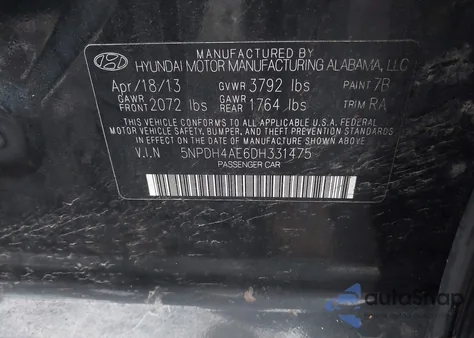 MANUFACTURED BY
HYUNDAI MOTOR MANUFACTURING ALABAMA, LLC
Apr/18/13 GVWR 3792 lbs PAINT 7B
GAWR FRONT 2072 lbs GAWR REAR 1764 lbs TRIM RA
THIS VEHICLE CONFORMS TO ALL APPLICABLE U.S.A. FEDERAL
MOTOR VEHICLE SAFETY, BUMPER, AND THEFT PREVENTION STANDARDS
IN EFFECT ON THE DATE OF MANUFACTURE SHOWN ABOVE.
V.I.N 5NPDH4AE6DH331475
PASSENGER CAR
autoSnap